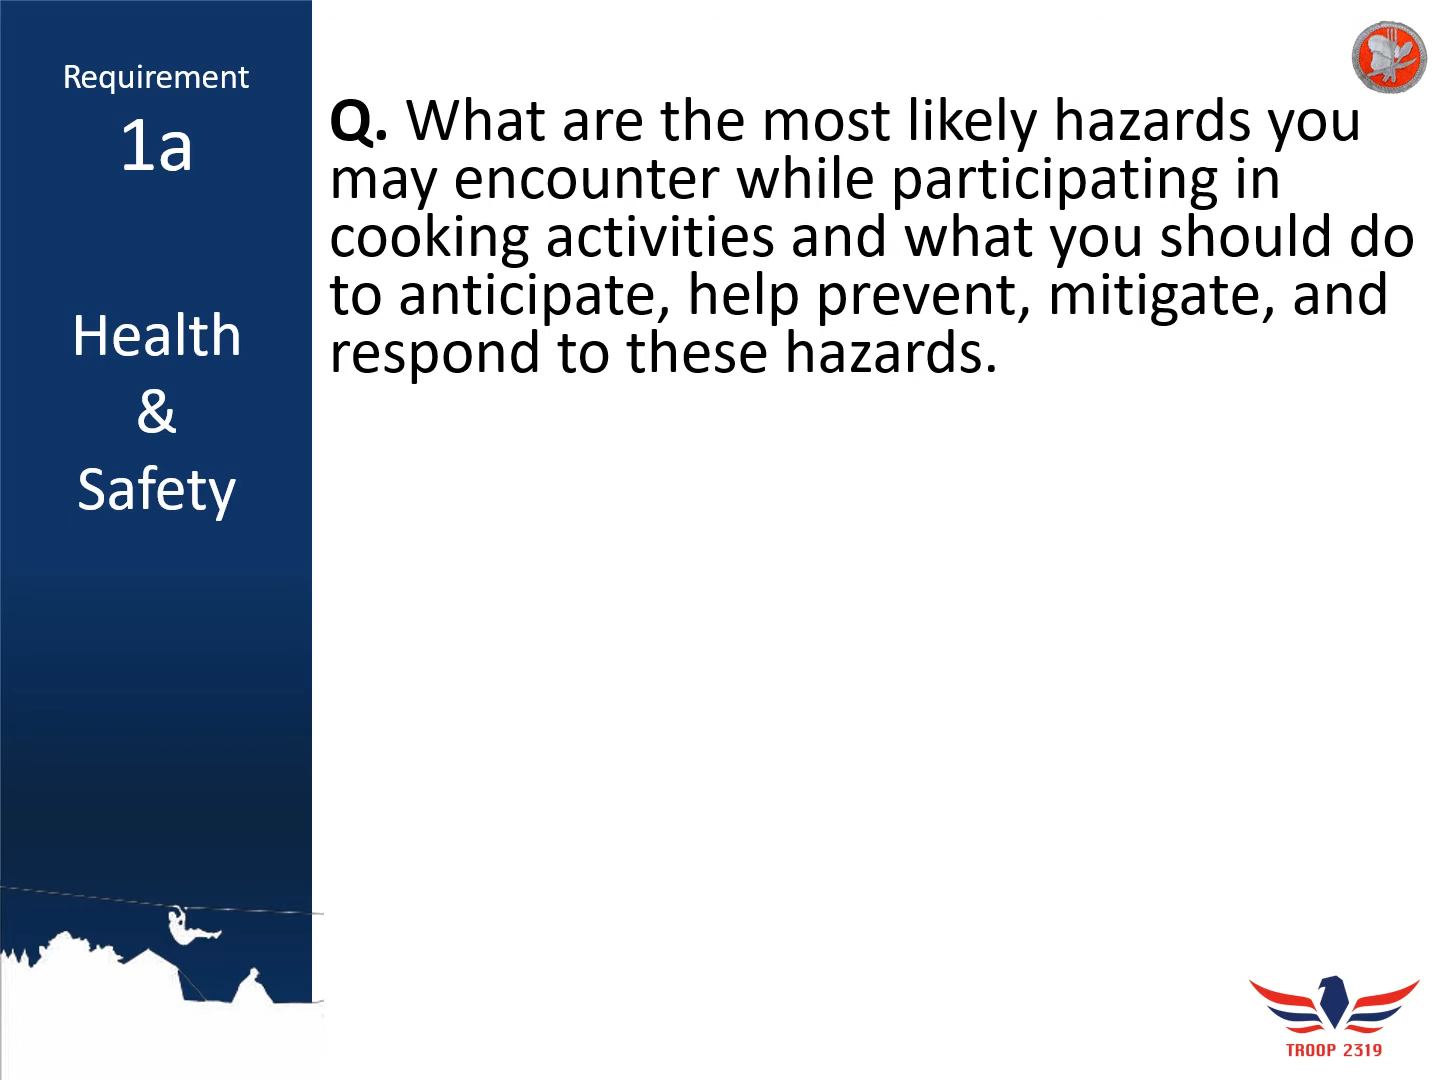 Requirement
1a
Health
&
Safety
Q. What are the most likely hazards you
may encounter while participating in
cooking activities and what you should do
to anticipate, help prevent, mitigate, and
respond to these hazards.
TROOP 2319